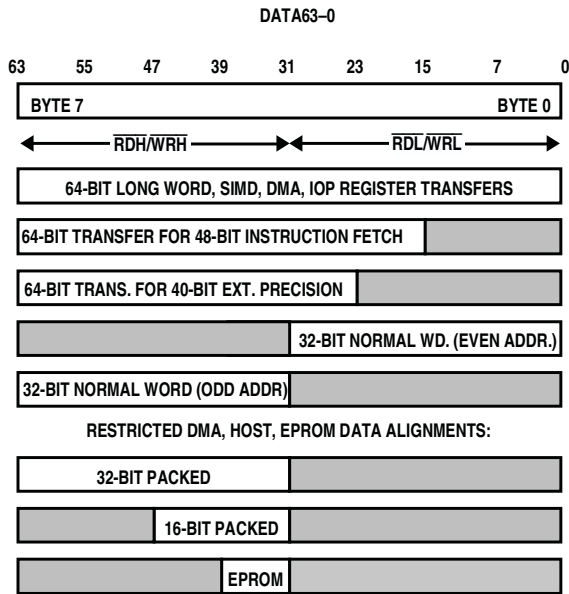 DATA63–0
63 55 47 39 31 23 15 7 0
BYTE 7 BYTE 0
RDH/WRH RDL/WRL
64-BIT LONG WORD, SIMD, DMA, IOP REGISTER TRANSFERS
64-BIT TRANSFER FOR 48-BIT INSTRUCTION FETCH
64-BIT TRANS. FOR 40-BIT EXT. PRECISION
32-BIT NORMAL WD. (EVEN ADDR.)
32-BIT NORMAL WORD (ODD ADDR)
RESTRICTED DMA, HOST, EPROM DATA ALIGNMENTS:
32-BIT PACKED
16-BIT PACKED
EPROM